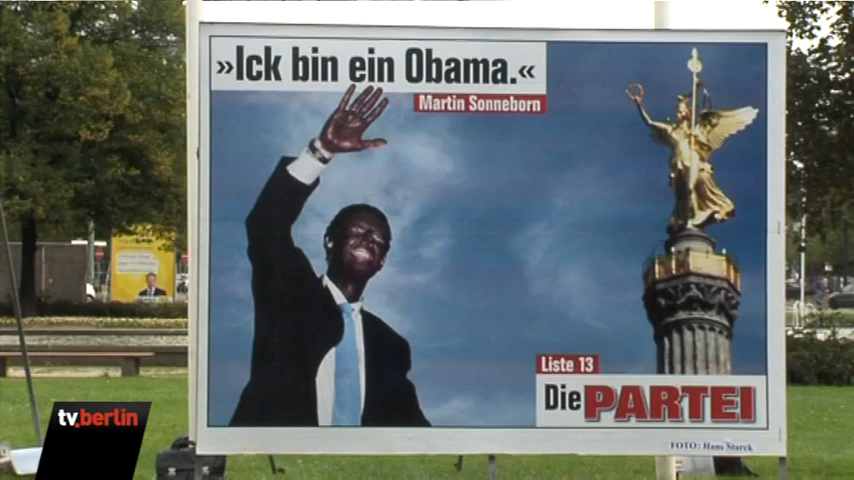 »Ick bin ein Obama.«
Martin Sonneborn
Liste 13
Die PARTEI
FOTO: Hans Starck
tv.berlin